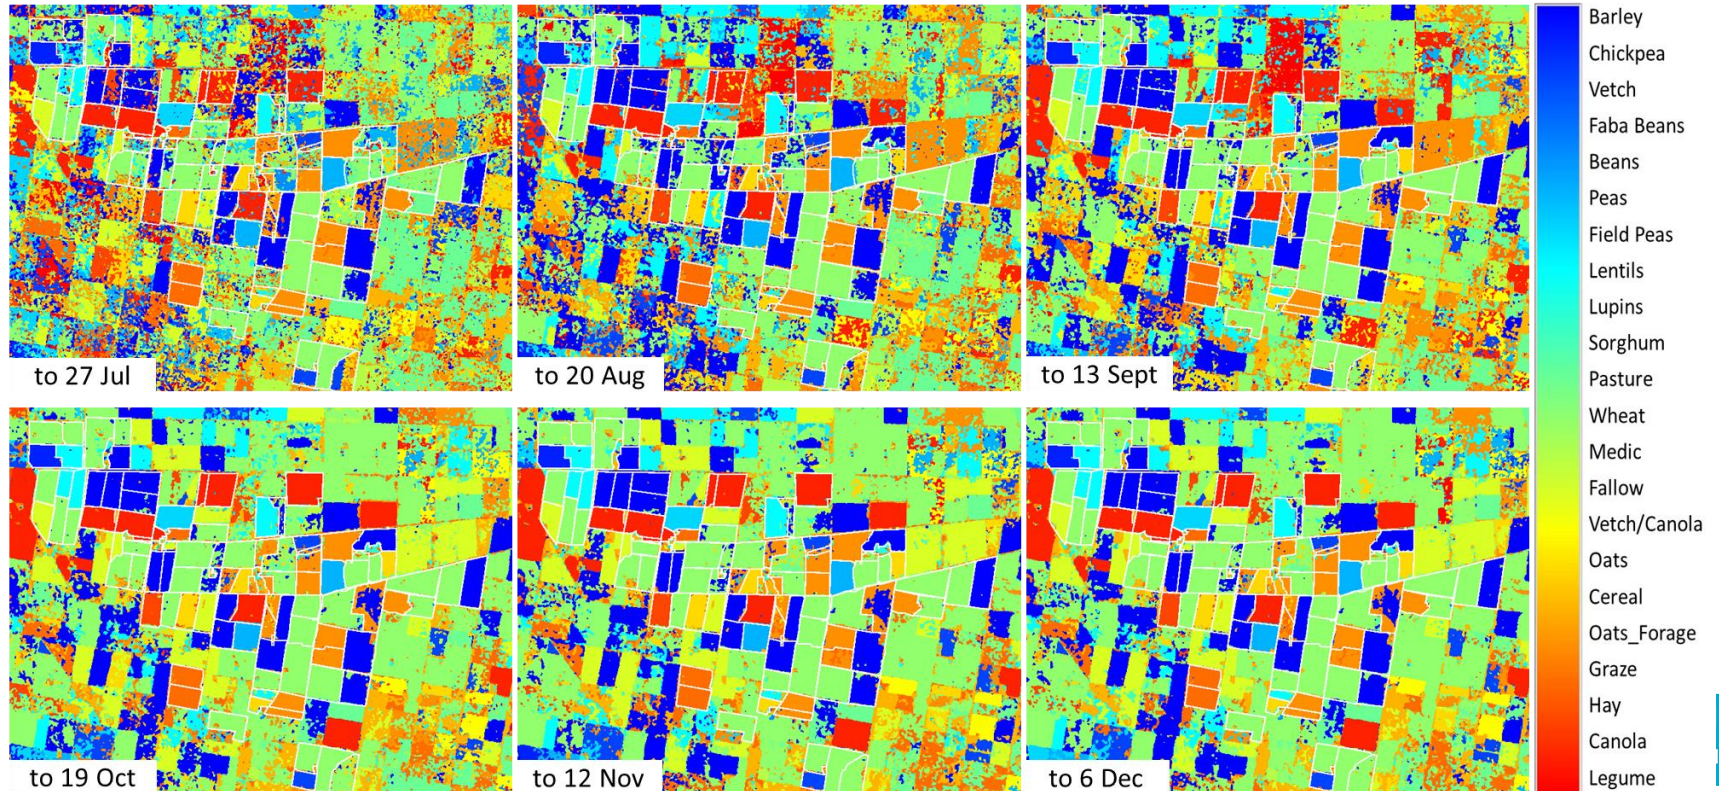 to 27 Jul
to 20 Aug
to 13 Sept
to 19 Oct
to 12 Nov
to 6 Dec
Barley
Chickpea
Vetch
Faba Beans
Beans
Peas
Field Peas
Lentils
Lupins
Sorghum
Pasture
Wheat
Medic
Fallow
Vetch/Canola
Oats
Cereal
Oats_Forage
Graze
Hay
Canola
Legume